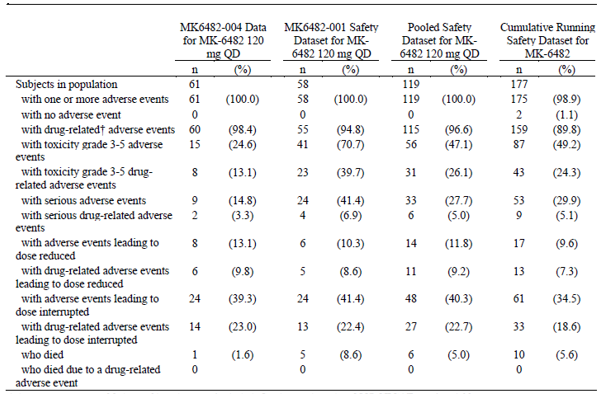 MK6482-004 Data for MK-6482 120 mg QD MK6482-001 Safety Dataset for MK-6482 120 mg QD Pooled Safety Dataset for MK-6482 120 mg QD Cumulative Running Safety Dataset for MK-6482
n (%) n (%) n (%) n (%)
Subjects in population 61 58 119 177
with one or more adverse events 61 (100.0) 58 (100.0) 119 (100.0) 175 (98.9)
with no adverse event 0 0 0 2 (1.1)
with drug-related† adverse events 60 (98.4) 55 (94.8) 115 (96.6) 159 (89.8)
with toxicity grade 3-5 adverse 15 (24.6) 41 (70.7) 56 (47.1) 87 (49.2)
events
with toxicity grade 3-5 drug- 8 (13.1) 23 (39.7) 31 (26.1) 43 (24.3)
related adverse events
with serious adverse events 9 (14.8) 24 (41.4) 33 (27.7) 53 (29.9)
with serious drug-related adverse 2 (3.3) 4 (6.9) 6 (5.0) 9 (5.1)
events
with adverse events leading to 8 (13.1) 6 (10.3) 14 (11.8) 17 (9.6)
dose reduced
with drug-related adverse events 6 (9.8) 5 (8.6) 11 (9.2) 13 (7.3)
leading to dose reduced
with adverse events leading to 24 (39.3) 24 (41.4) 48 (40.3) 61 (34.5)
dose interrupted
with drug-related adverse events 14 (23.0) 13 (22.4) 27 (22.7) 33 (18.6)
leading to dose interrupted
who died 1 (1.6) 5 (8.6) 6 (5.0) 10 (5.6)
who died due to a drug-related 0 0 0 0
adverse event